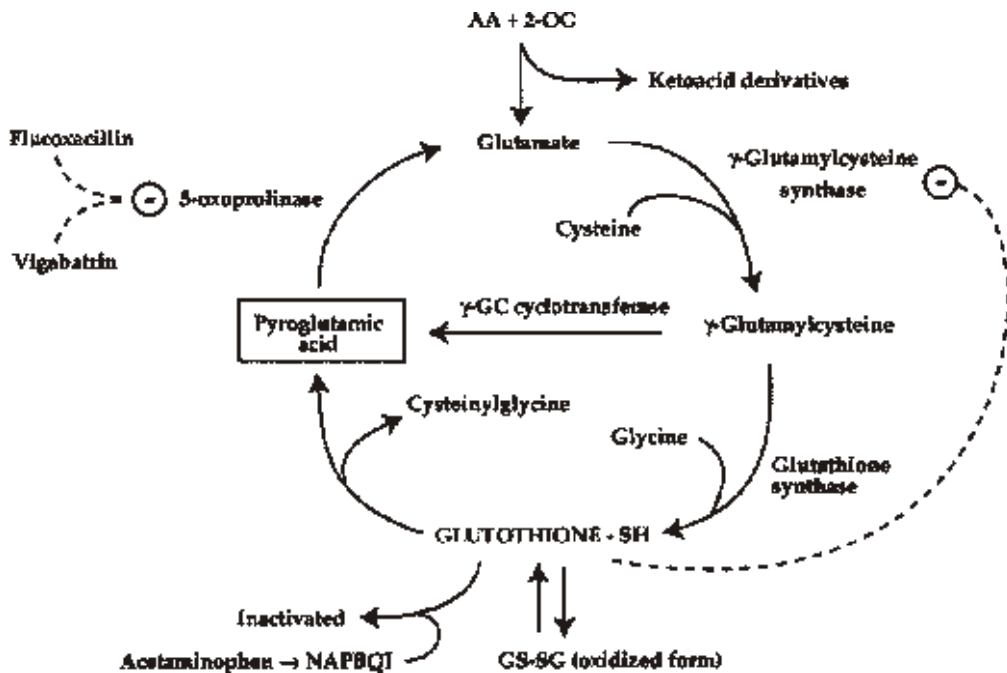 AA + 2-OG
Ketoacid derivatives
Glutamate
Flucoxacillin
γ-Glutamylcysteine
synthase
-
- 5-oxoprolinase
Cysteine
Vigabatrin
γ-GC cyclotransferase
Pyroglutamic
acid
γ-Glutamylcysteine
Cysteinylglycine
Glycine
Glutathione
synthase
GLUTOTHIONE - SH
Inactivated
Acetaminophen → NAPBQI
GS-SG (oxidized form)